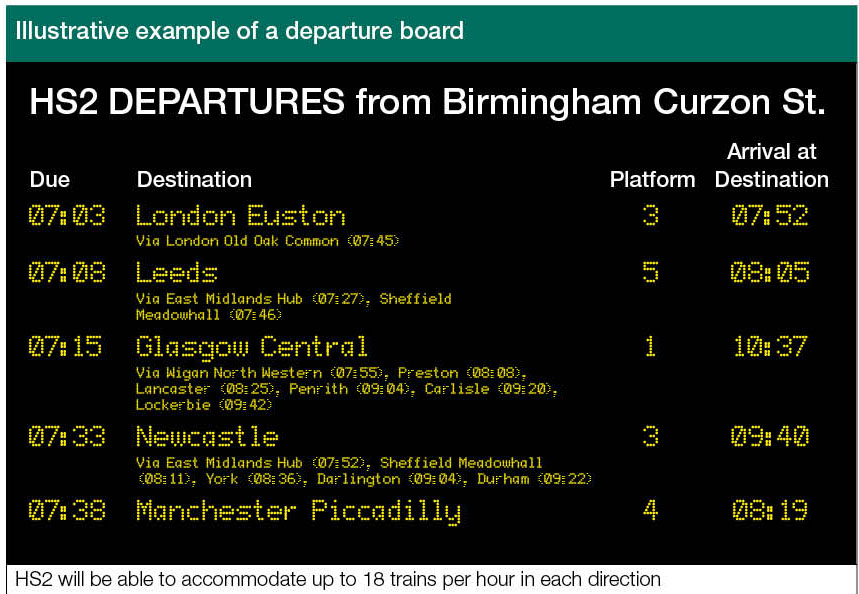 Illustrative example of a departure board
HS2 DEPARTURES from Birmingham Curzon St.
Due Destination Platform Arrival at Destination
07:03 London Euston 3 07:52
Via London Old Oak Common (07:45)
07:08 Leeds 5 08:05
Via East Midlands Hub (07:27), Sheffield
Meadowhall (07:46)
07:15 Glasgow Central 1 10:37
Via Wigan North Western (07:55), Preston (08:08),
Lancaster (08:25), Penrith (09:04), Carlisle (09:20),
Lockerbie (09:42)
07:33 Newcastle 3 09:40
Via East Midlands Hub (07:52), Sheffield Meadowhall
(08:11), York (08:36), Darlington (09:04), Durham (09:22)
07:38 Manchester Piccadilly 4 08:19
HS2 will be able to accommodate up to 18 trains per hour in each direction